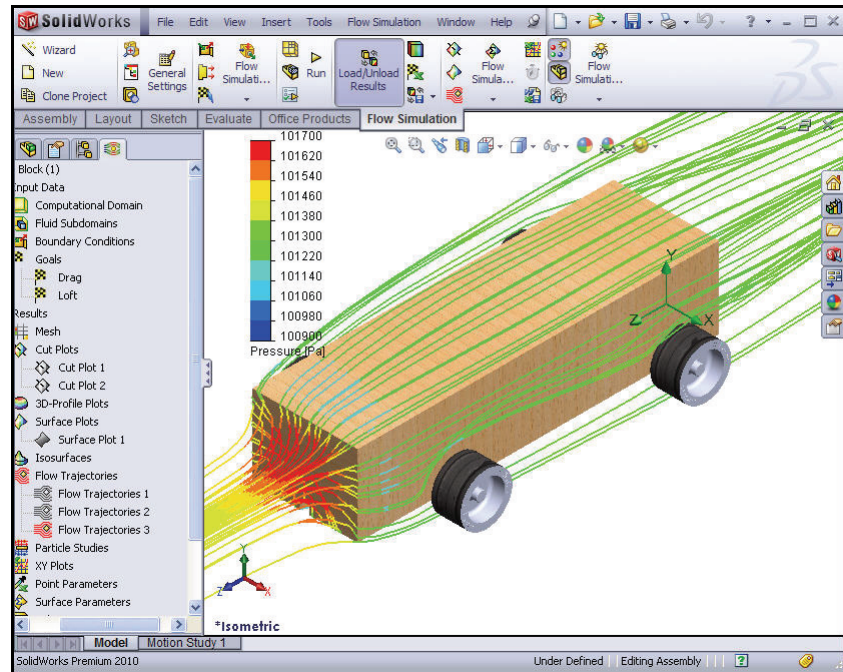 SolidWorks File Edit View Insert Tools Flow Simulation Window Help
Wizard
New
Clone Project
General Settings
Flow Simulati...
Run
Load/Unload Results
Flow Simula...
Flow Simulati...
Assembly Layout Sketch Evaluate Office Products Flow Simulation
Block (1)
nput Data
Computational Domain
Fluid Subdomains
Boundary Conditions
Goals
Drag
Loft
Results
Mesh
Cut Plots
Cut Plot 1
Cut Plot 2
3D-Profile Plots
Surface Plots
Surface Plot 1
Isosurfaces
Flow Trajectories
Flow Trajectories 1
Flow Trajectories 2
Flow Trajectories 3
Particle Studies
XY Plots
Point Parameters
Surface Parameters
101700
101620
101540
101460
101380
101300
101220
101140
101060
100980
100900
Pressure [Pa]
Y
Z X
Y
Z X
*Isometric
Model Motion Study 1
SolidWorks Premium 2010 Under Defined Editing Assembly